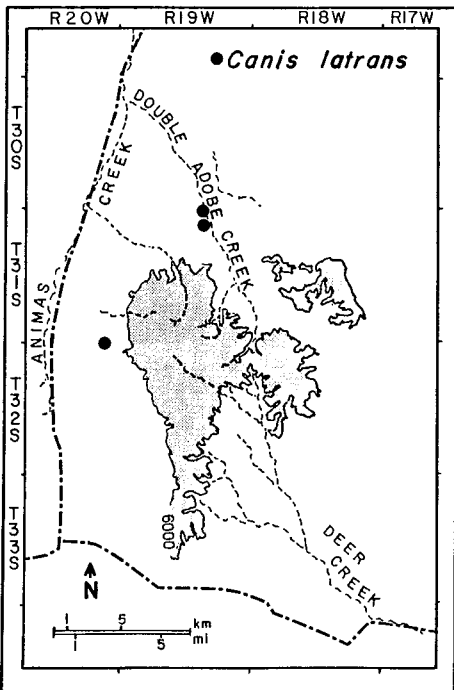 R20W R19W R18W R17W
Canis latrans
T30S
T31S
T32S
T33S
DOUBLE ADOBE CREEK
ANIMAS CREEK
6000
DEER
CREEK
N
1 5 km
1 5 mi